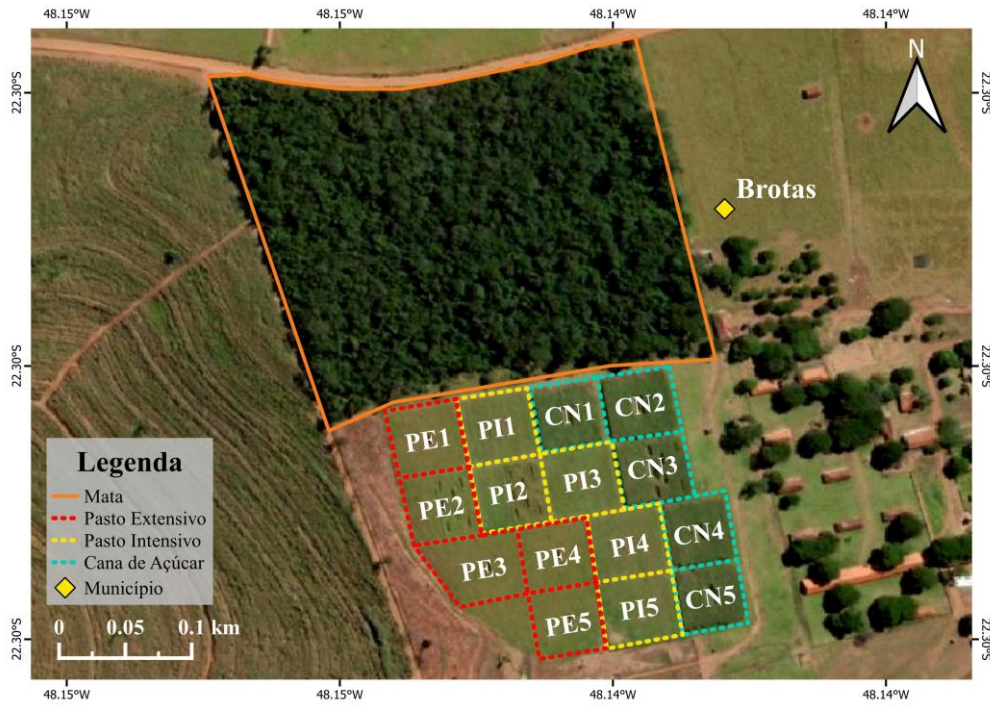 48.15°W 48.15°W 48.14°W 48.14°W
N
22.30°S 22.30°S
Brotas
22.30°S 22.30°S
PE1 PI1 CN1 CN2
PE2 PI2 PI3 CN3
PE3 PE4 PI4 CN4
PE5 PI5 CN5
Legenda
Mata
Pasto Extensivo
Pasto Intensivo
Cana de Açúcar
Município
0 0.05 0.1 km
22.30°S 22.30°S
48.15°W 48.15°W 48.14°W 48.14°W